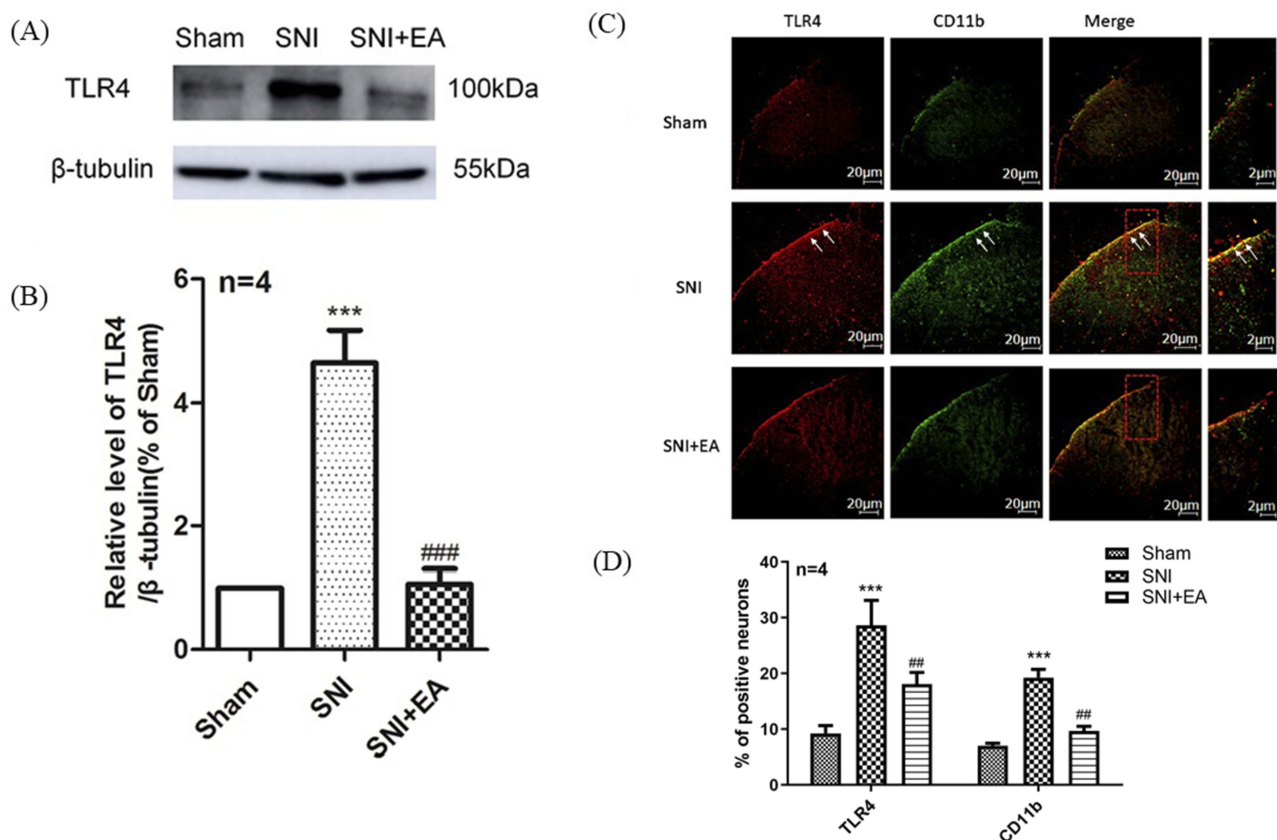 (A)
Sham SNI SNI+EA
TLR4 100kDa
β-tubulin 55kDa
(B)
n=4
Relative level of TLR4
/β -tubulin(% of Sham)
6
4
2
0
***
###
Sham SNI SNI+EA
(C)
TLR4 CD11b Merge
Sham
20μm 20μm 20μm 2μm
SNI
20μm 20μm 20μm 2μm
SNI+EA
20μm 20μm 20μm 2μm
(D)
n=4
Sham
SNI
SNI+EA
% of positive neurons
40
30
20
10
0
*** ## *** ##
TLR4 CD11b